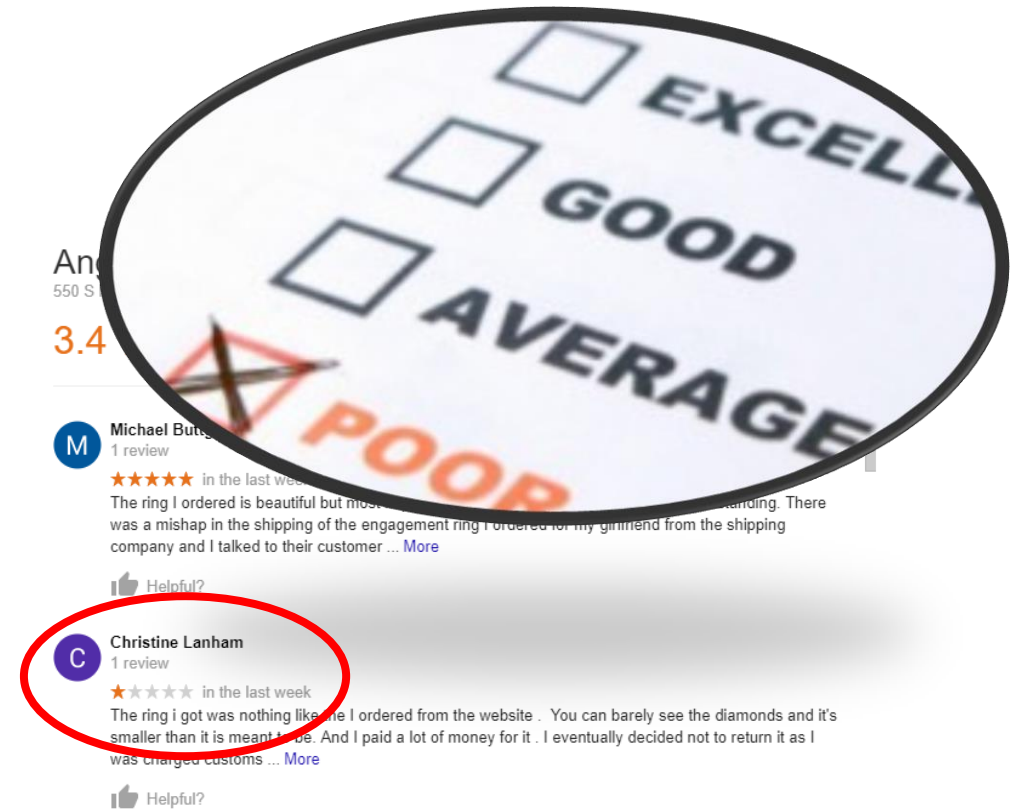 EXCELL
GOOD
AVERAGE
POOR
An
550 S
3.4
M
Michael Butt
1 review
in the last wee
The ring I ordered is beautiful but most tanding. There
was a mishap in the shipping of the engagement ring I ordered for my girlfriend from the shipping
company and I talked to their customer ... More
Helpful?
C
Christine Lanham
1 review
in the last week
The ring i got was nothing like I ordered from the website . You can barely see the diamonds and it's
smaller than it is meant to be. And I paid a lot of money for it . I eventually decided not to return it as I
was charged customs ... More
Helpful?